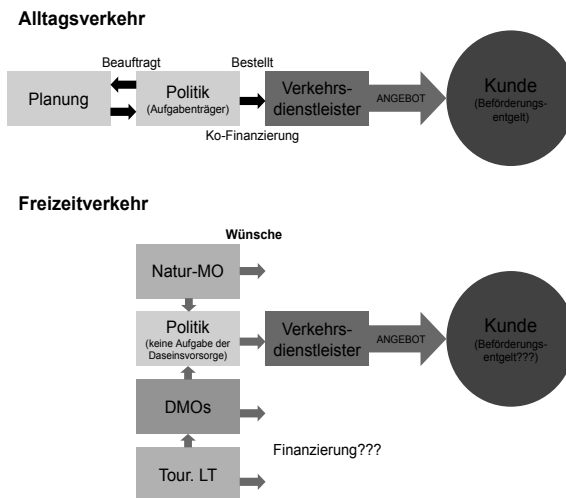 Alltagsverkehr
Beauftragt
Bestellt
Planung
Politik
(Aufgabenträger)
Verkehrs-
dienstleister
ANGEBOT
Kunde
(Beförderungs-
entgelt)
Ko-Finanzierung
Freizeitverkehr
Wünsche
Natur-MO
Politik
(keine Aufgabe der
Daseinsvorsorge)
Verkehrs-
dienstleister
ANGEBOT
Kunde
(Beförderungs-
entgelt???)
DMOs
Finanzierung???
Tour. LT